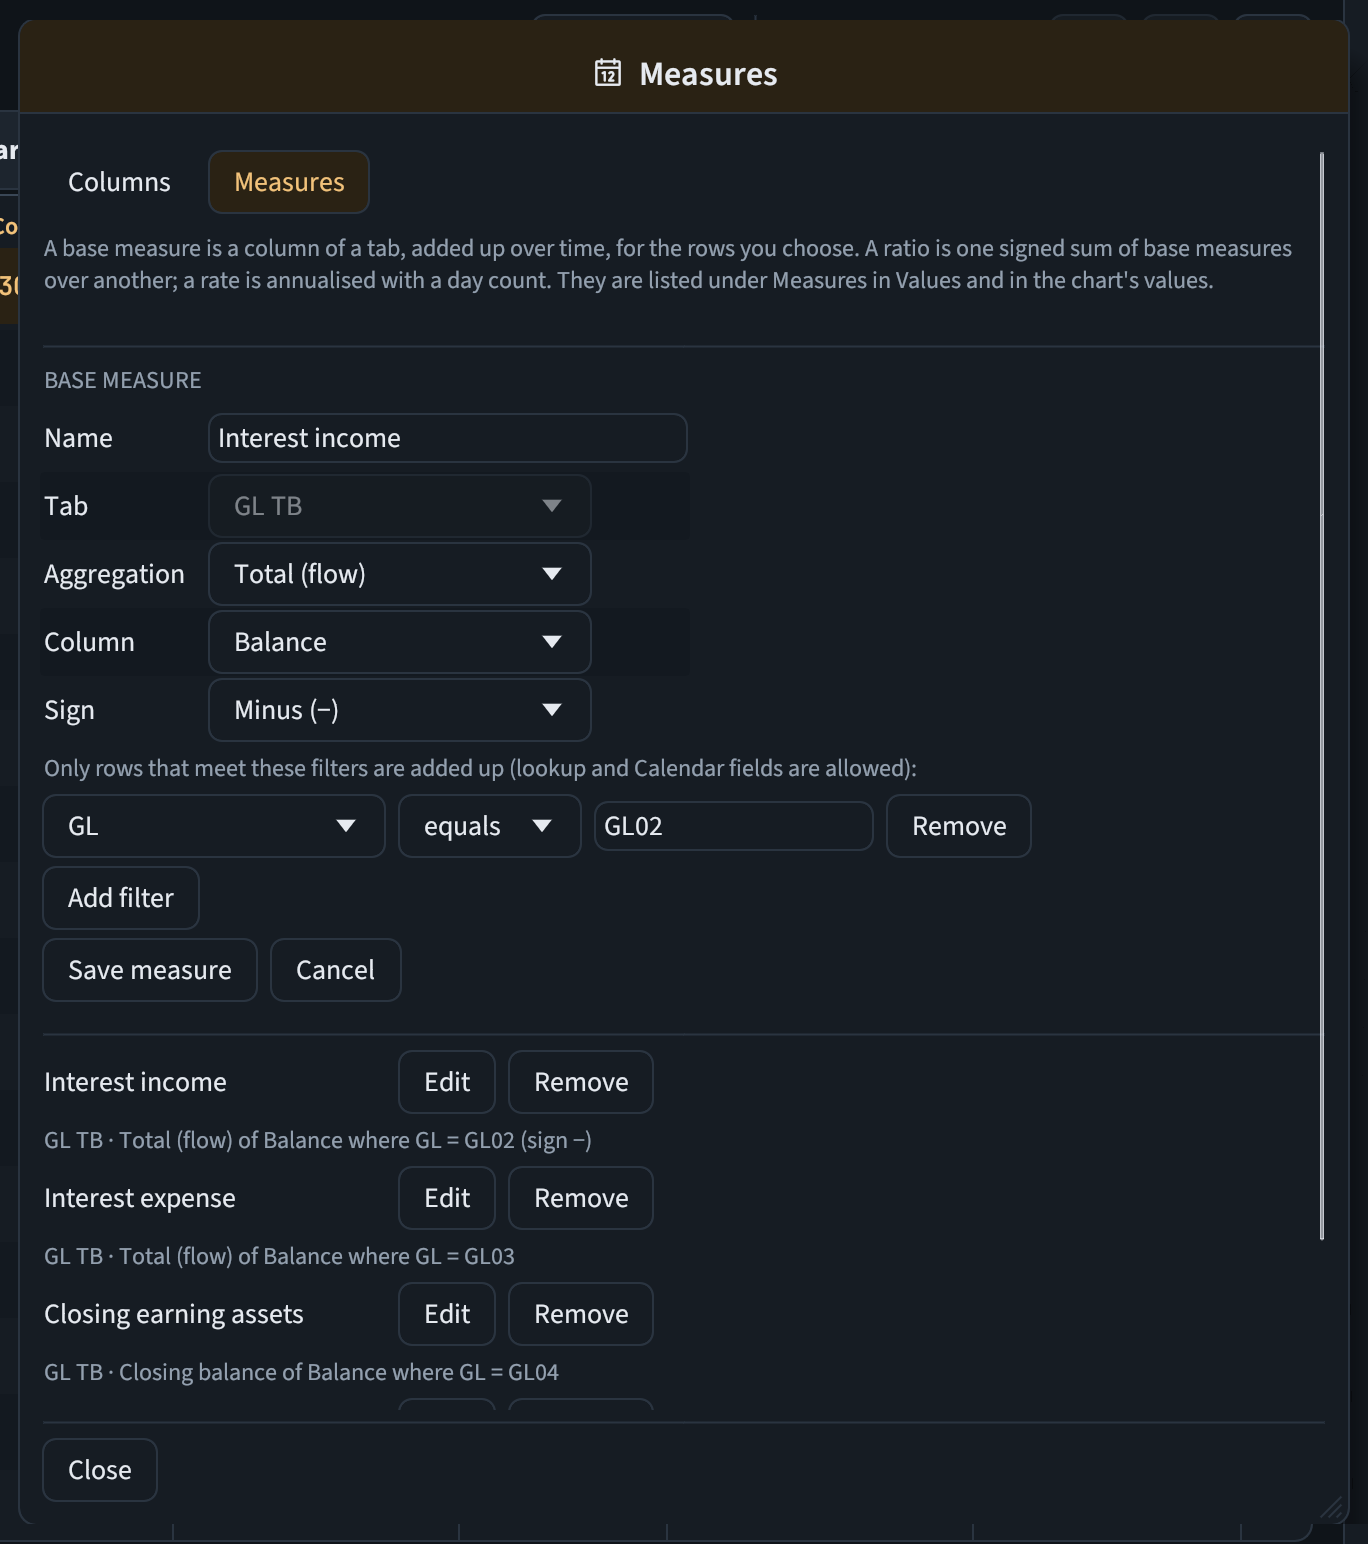 Measures
Columns
Measures
A base measure is a column of a tab, added up over time, for the rows you choose. A ratio is one signed sum of base measures
over another; a rate is annualised with a day count. They are listed under Measures in Values and in the chart's values.
BASE MEASURE
Name Interest income
Tab GL TB
Aggregation Total (flow)
Column Balance
Sign Minus (−)
Only rows that meet these filters are added up (lookup and Calendar fields are allowed):
GL equals GL02 Remove
Add filter
Save measure Cancel
Interest income Edit Remove
GL TB · Total (flow) of Balance where GL = GL02 (sign −)
Interest expense Edit Remove
GL TB · Total (flow) of Balance where GL = GL03
Closing earning assets Edit Remove
GL TB · Closing balance of Balance where GL = GL04
Close